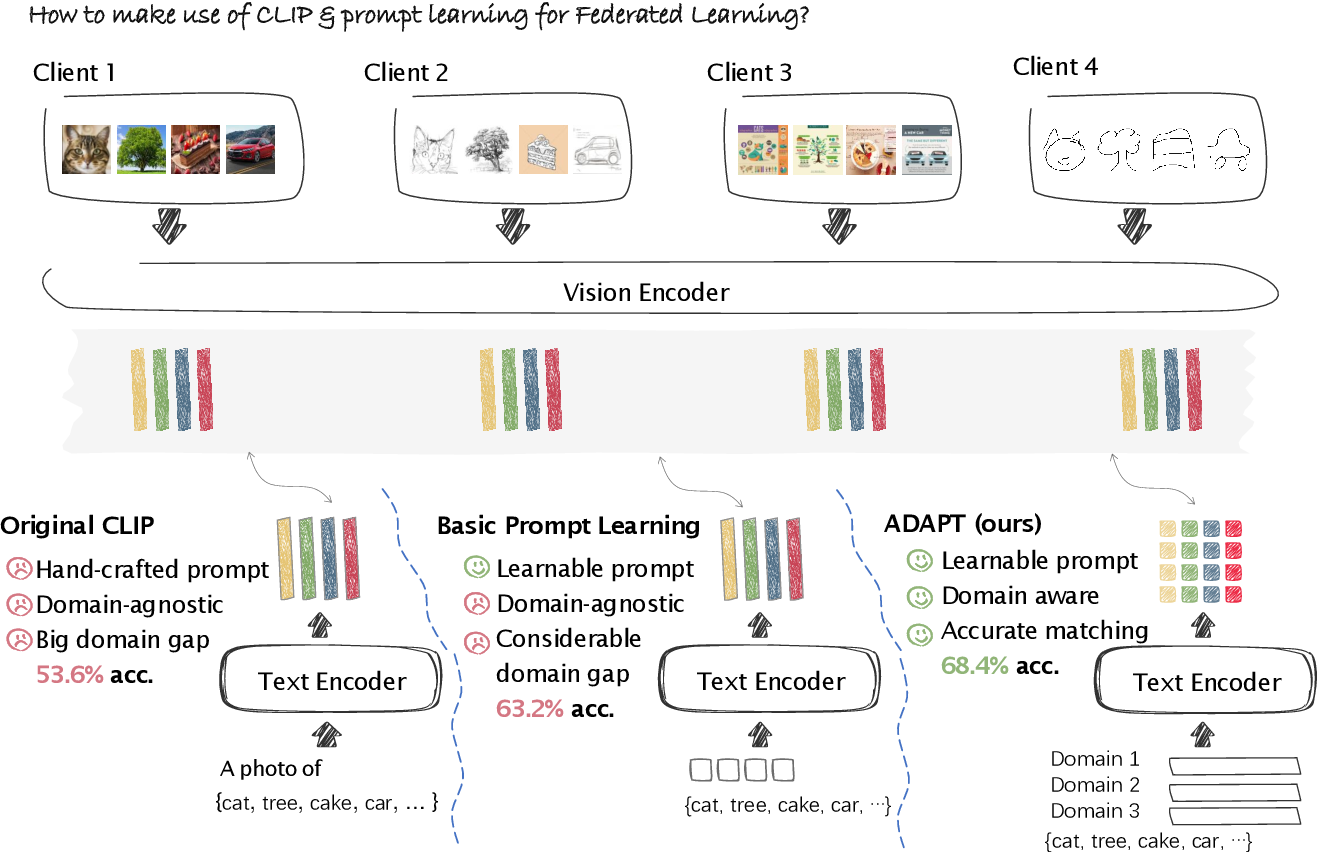 How to make use of CLIP & prompt learning for Federated Learning?
Client 1
Client 2
Client 3
Client 4
Vision Encoder
Original CLIP
Hand-crafted prompt
Domain-agnostic
Big domain gap
53.6% acc.
Text Encoder
A photo of
{cat, tree, cake, car, ... }
Basic Prompt Learning
Learnable prompt
Domain-agnostic
Considerable
domain gap
63.2% acc.
Text Encoder
{cat, tree, cake, car, ···}
ADAPT (ours)
Learnable prompt
Domain aware
Accurate matching
68.4% acc.
Text Encoder
Domain 1
Domain 2
Domain 3
{cat, tree, cake, car, ···}